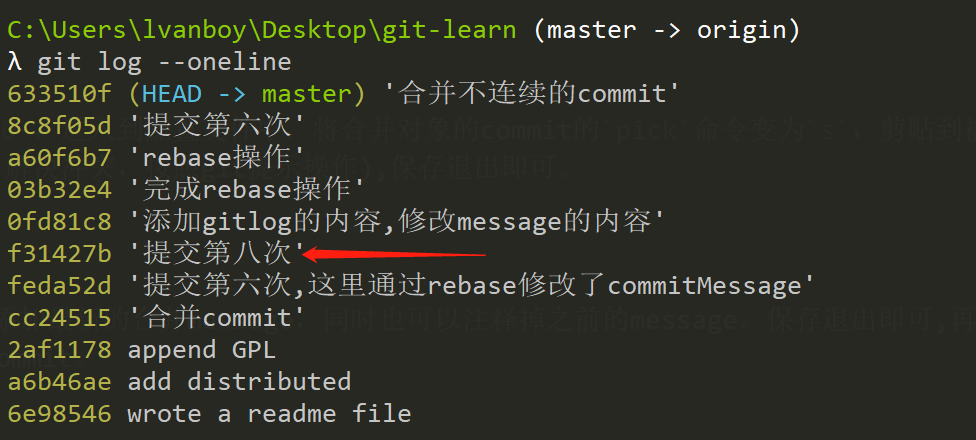 C:\Users\lvanboy\Desktop\git-learn (master -> origin)
λ git log --oneline
633510f (HEAD -> master) '合并不连续的commit'
8c8f05d '提交第六次'
a60f6b7 'rebase操作'
03b32e4 '完成rebase操作'
0fd81c8 '添加gitlog的内容,修改message的内容'
f31427b '提交第八次'
feda52d '提交第六次,这里通过rebase修改了commitMessage'
cc24515 '合并commit'
2af1178 append GPL
a6b46ae add distributed
6e98546 wrote a readme file